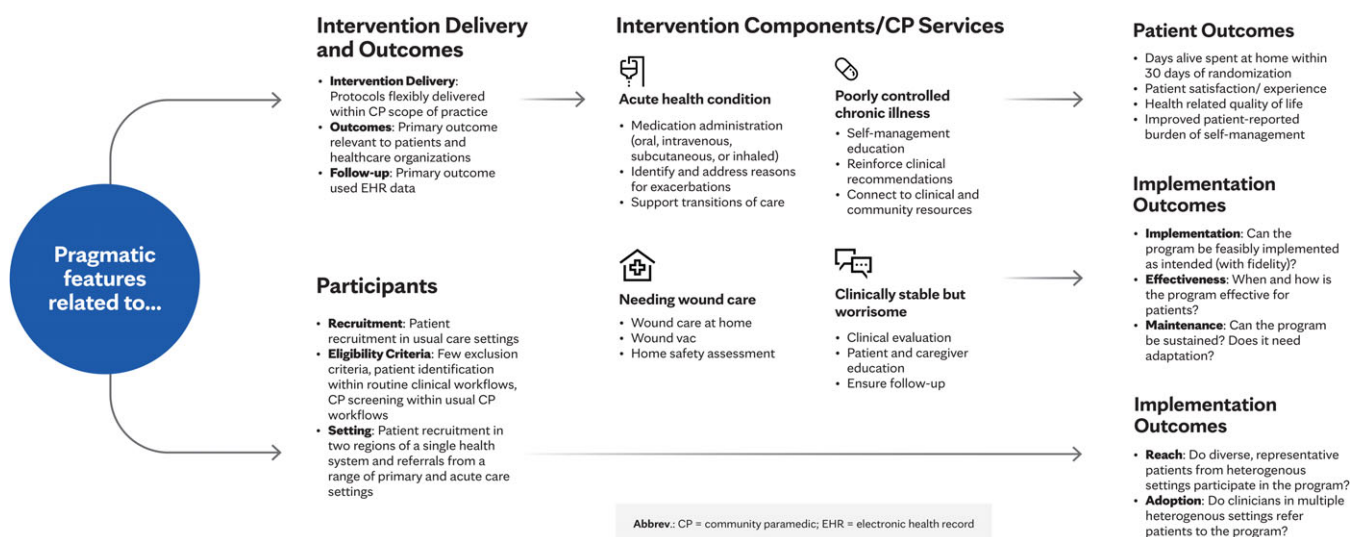 Pragmatic
features
related to...
Intervention Delivery
and Outcomes
• Intervention Delivery:
Protocols flexibly delivered
within CP scope of practice
• Outcomes: Primary outcome
relevant to patients and
healthcare organizations
• Follow-up: Primary outcome
used EHR data
Participants
• Recruitment: Patient
recruitment in usual care settings
• Eligibility Criteria: Few exclusion
criteria, patient identification
within routine clinical workflows,
CP screening within usual CP
workflows
• Setting: Patient recruitment in
two regions of a single health
system and referrals from a
range of primary and acute care
settings
Intervention Components/CP Services
Acute health condition
• Medication administration
(oral, intravenous,
subcutaneous, or inhaled)
• Identify and address reasons
for exacerbations
• Support transitions of care
Poorly controlled
chronic illness
• Self-management
education
• Reinforce clinical
recommendations
• Connect to clinical and
community resources
Needing wound care
• Wound care at home
• Wound vac
• Home safety assessment
Clinically stable but
worrisome
• Clinical evaluation
• Patient and caregiver
education
• Ensure follow-up
Patient Outcomes
• Days alive spent at home within
30 days of randomization
• Patient satisfaction/ experience
• Health related quality of life
• Improved patient-reported
burden of self-management
Implementation
Outcomes
• Implementation: Can the
program be feasibly implemented
as intended (with fidelity)?
• Effectiveness: When and how is
the program effective for
patients?
• Maintenance: Can the program
be sustained? Does it need
adaptation?
Implementation
Outcomes
• Reach: Do diverse, representative
patients from heterogenous
settings participate in the program?
• Adoption: Do clinicians in multiple
heterogenous settings refer
patients to the program?
Abbrev.: CP = community paramedic; EHR = electronic health record